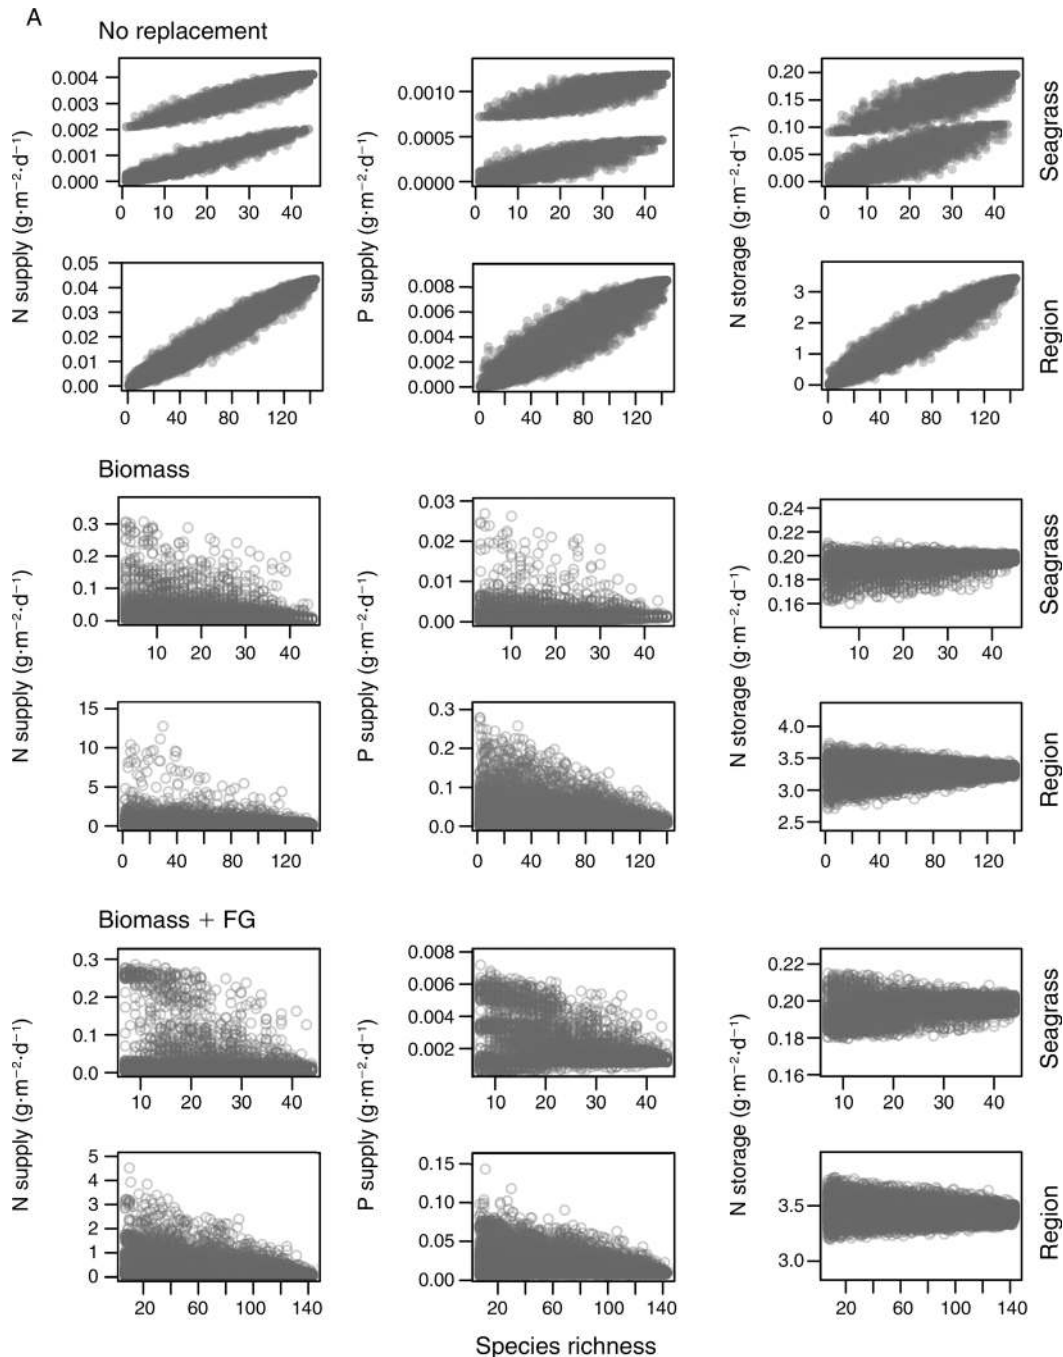 A
No replacement
N supply (g·m⁻²·d⁻¹)
0.004
0.003
0.002
0.001
0.000
0 10 20 30 40
P supply (g·m⁻²·d⁻¹)
0.0010
0.0005
0.0000
0 10 20 30 40
N storage (g·m⁻²·d⁻¹)
0.20
0.15
0.10
0.05
0.00
0 10 20 30 40
Seagrass
0.05
0.04
0.03
0.02
0.01
0.00
0 40 80 120
0.008
0.006
0.004
0.002
0.000
0 40 80 120
3
2
1
0
0 40 80 120
Region
Biomass
N supply (g·m⁻²·d⁻¹)
0.3
0.2
0.1
0.0
10 20 30 40
P supply (g·m⁻²·d⁻¹)
0.03
0.02
0.01
0.00
10 20 30 40
N storage (g·m⁻²·d⁻¹)
0.24
0.22
0.20
0.18
0.16
10 20 30 40
Seagrass
15
10
5
0
0 40 80 120
0.3
0.2
0.1
0.0
0 40 80 120
4.0
3.5
3.0
2.5
0 40 80 120
Region
Biomass + FG
N supply (g·m⁻²·d⁻¹)
0.3
0.2
0.1
0.0
10 20 30 40
P supply (g·m⁻²·d⁻¹)
0.008
0.006
0.004
0.002
10 20 30 40
N storage (g·m⁻²·d⁻¹)
0.22
0.20
0.18
0.16
10 20 30 40
Seagrass
5
4
3
2
1
0
20 60 100 140
0.15
0.10
0.05
0.00
20 60 100 140
3.5
3.0
20 60 100 140
Region
Species richness